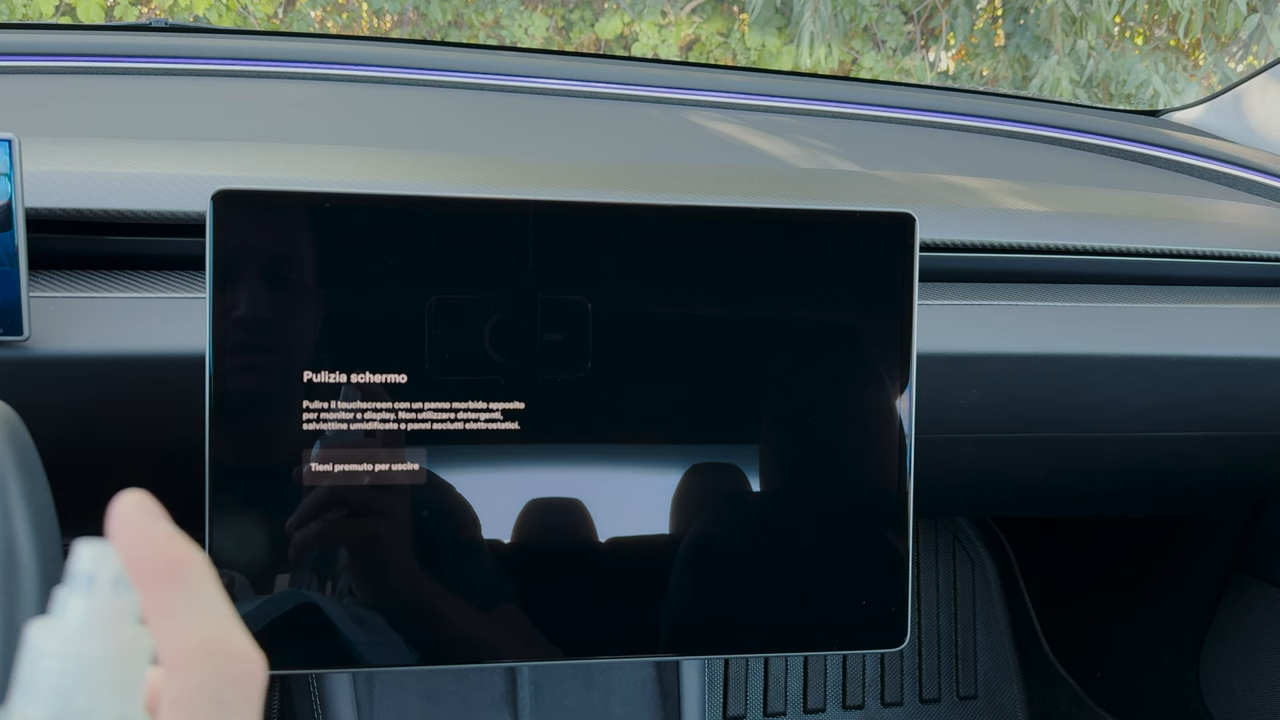 Pulizia schermo
Pulire il touchscreen con un panno morbido apposito
per monitor e display. Non utilizzare detergenti,
salviettine umidificate o panni asciutti elettrostatici.
Tieni premuto per uscire